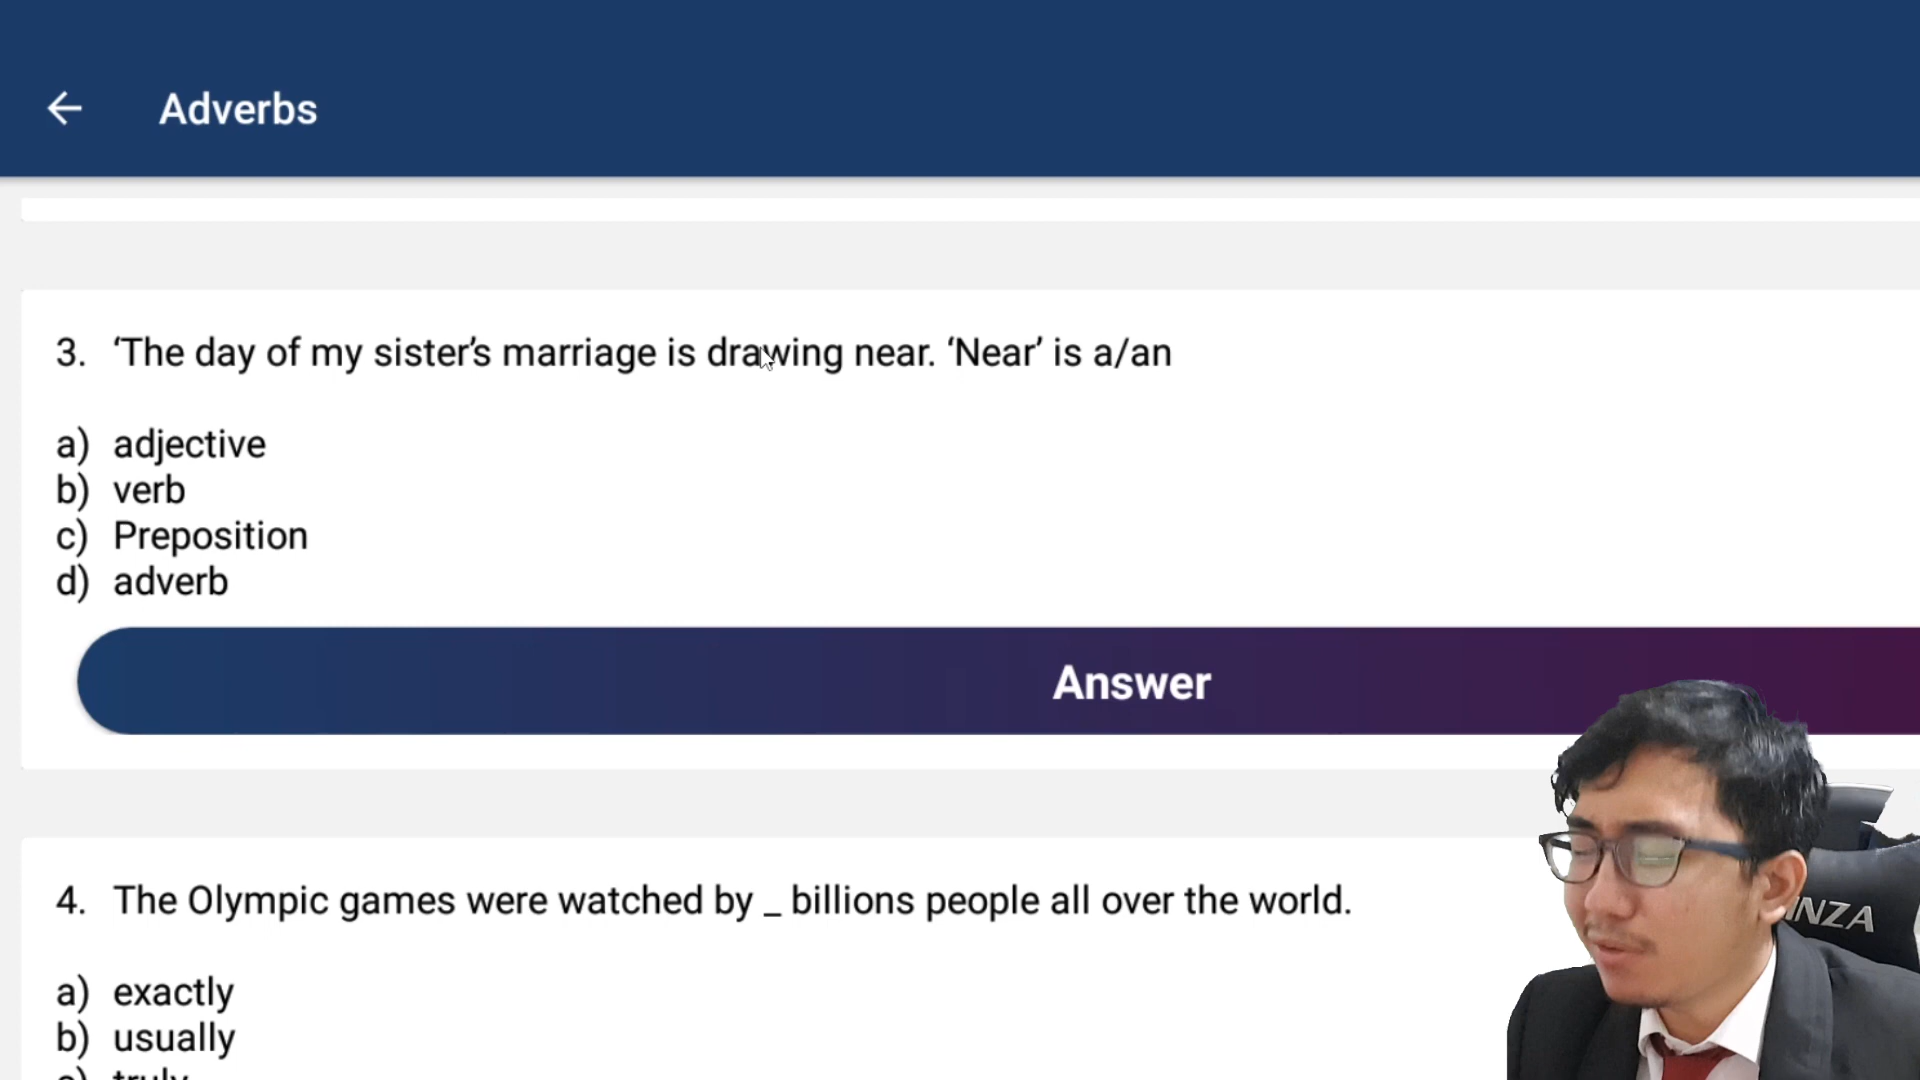 Adverbs
3. ‘The day of my sister’s marriage is drawing near. ‘Near’ is a/an
a) adjective
b) verb
c) Preposition
d) adverb
Answer
4. The Olympic games were watched by _ billions people all over the world.
a) exactly
b) usually
NZA